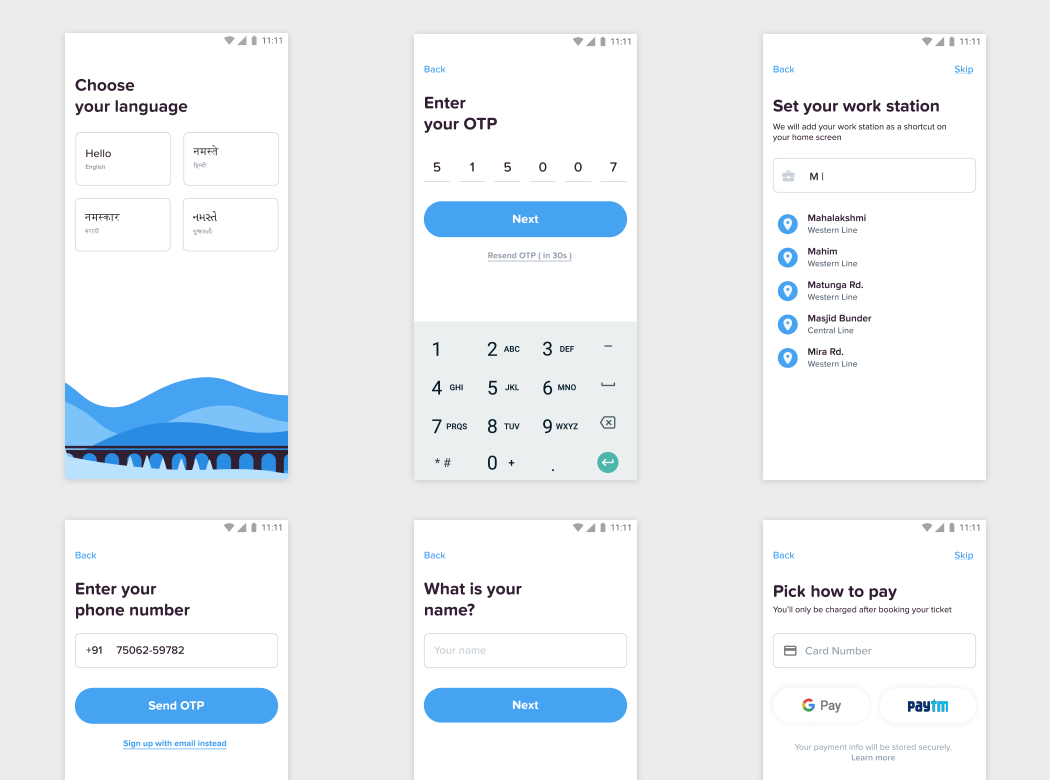 11:11
Choose
your language
Hello
English
नमस्ते
हिन्दी
नमस्कार
मराठी
નમસ્તે
ગુજરાતી
11:11
Back
Enter
your OTP
5 1 5 0 0 7
Next
Resend OTP ( in 30s )
1 2 ABC 3 DEF –
4 GHI 5 JKL 6 MNO
7 PRQS 8 TUV 9 WXYZ
* # 0 + .
11:11
Back Skip
Set your work station
We will add your work station as a shortcut on
your home screen
M |
Mahalakshmi
Western Line
Mahim
Western Line
Matunga Rd.
Western Line
Masjid Bunder
Central Line
Mira Rd.
Western Line
11:11
Back
Enter your
phone number
+91 75062-59782
Send OTP
Sign up with email instead
11:11
Back
What is your
name?
Your name
Next
11:11
Back Skip
Pick how to pay
You'll only be charged after booking your ticket
Card Number
G Pay
paytm
Your payment info will be stored securely.
Learn more